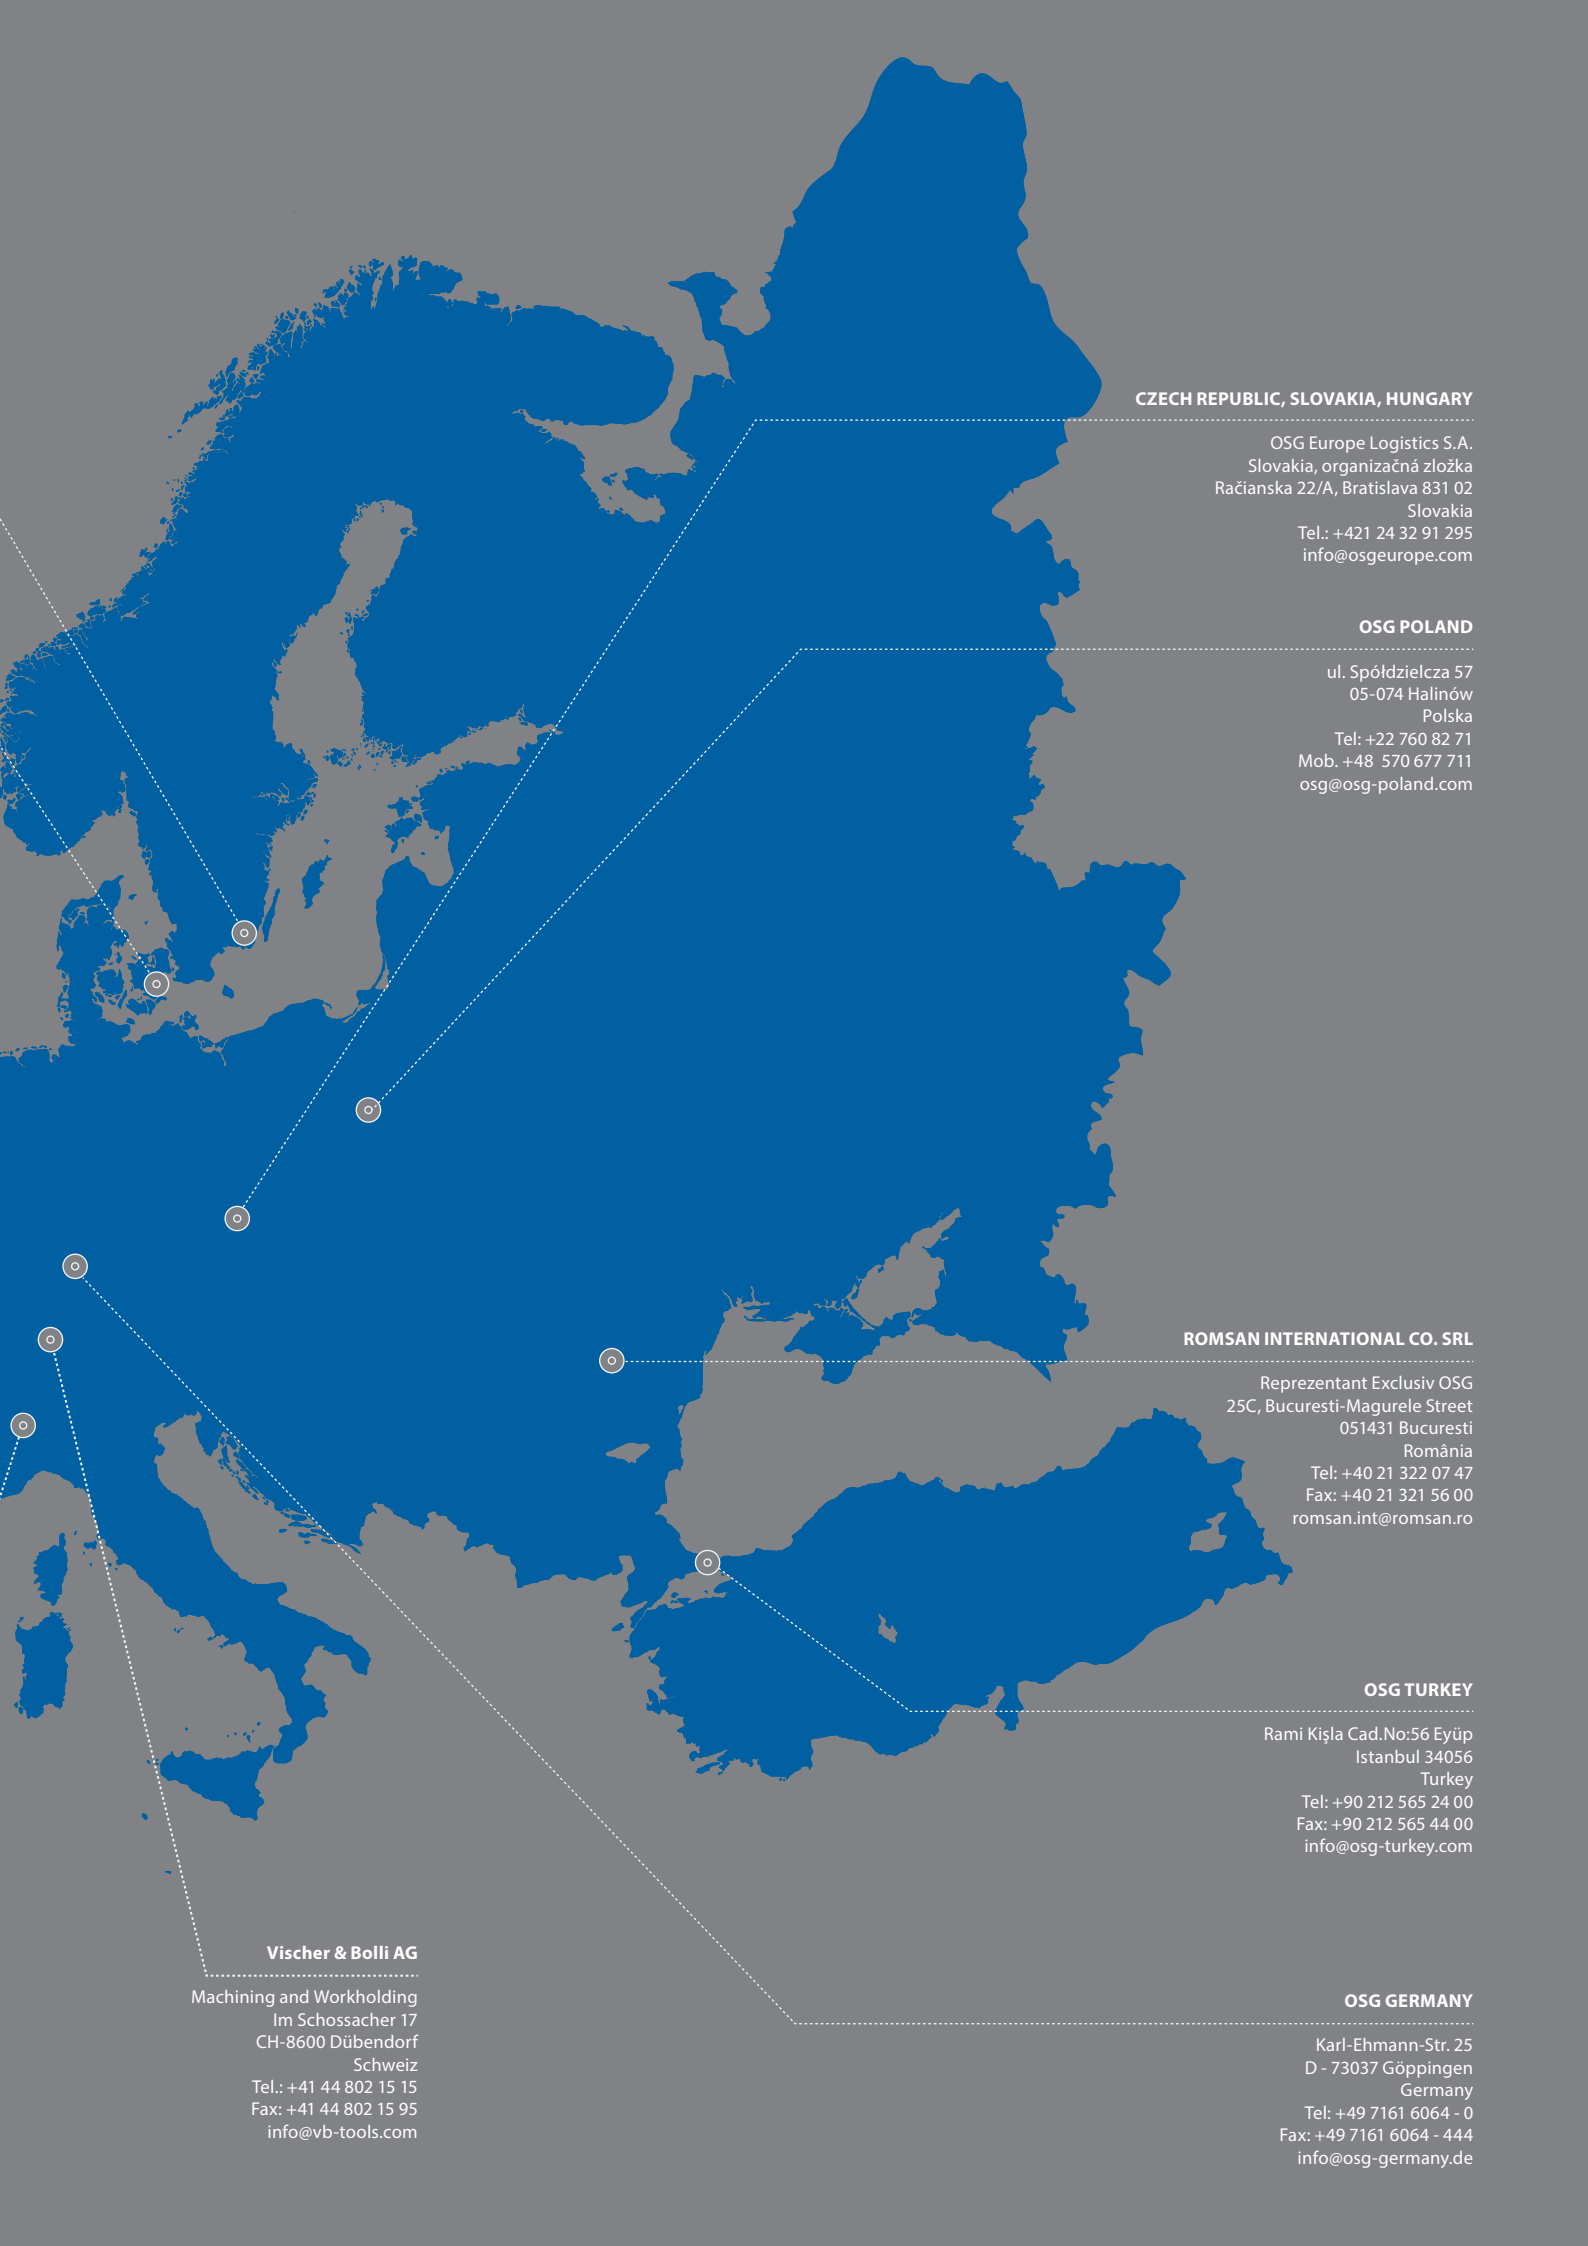 CZECH REPUBLIC, SLOVAKIA, HUNGARY
OSG Europe Logistics S.A.
Slovakia, organizačná zložka
Račianska 22/A, Bratislava 831 02
Slovakia
Tel.: +421 24 32 91 295
info@osgeurope.com
OSG POLAND
ul. Spółdzielcza 57
05-074 Halinów
Polska
Tel: +22 760 82 71
Mob. +48 570 677 711
osg@osg-poland.com
ROMSAN INTERNATIONAL CO. SRL
Reprezentant Exclusiv OSG
25C, Bucuresti-Magurele Street
051431 Bucuresti
România
Tel: +40 21 322 07 47
Fax: +40 21 321 56 00
romsan.int@romsan.ro
OSG TURKEY
Rami Kişla Cad.No:56 Eyüp
Istanbul 34056
Turkey
Tel: +90 212 565 24 00
Fax: +90 212 565 44 00
info@osg-turkey.com
Vischer & Bolli AG
Machining and Workholding
Im Schossacher 17
CH-8600 Dübendorf
Schweiz
Tel.: +41 44 802 15 15
Fax: +41 44 802 15 95
info@vb-tools.com
OSG GERMANY
Karl-Ehmann-Str. 25
D - 73037 Göppingen
Germany
Tel: +49 7161 6064 - 0
Fax: +49 7161 6064 - 444
info@osg-germany.de